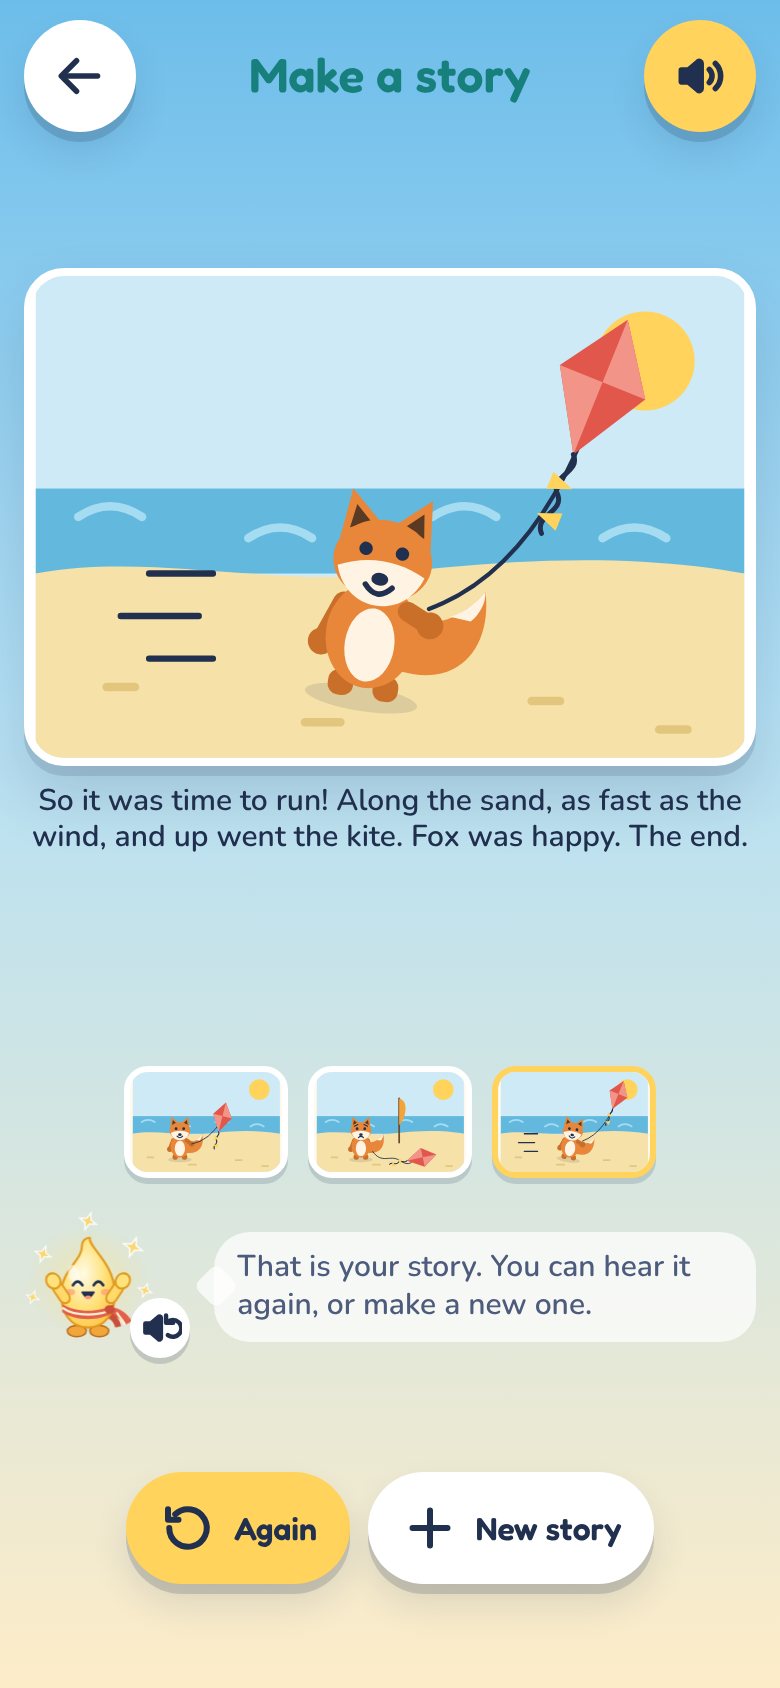 Make a story
So it was time to run! Along the sand, as fast as the
wind, and up went the kite. Fox was happy. The end.
That is your story. You can hear it
again, or make a new one.
Again
New story